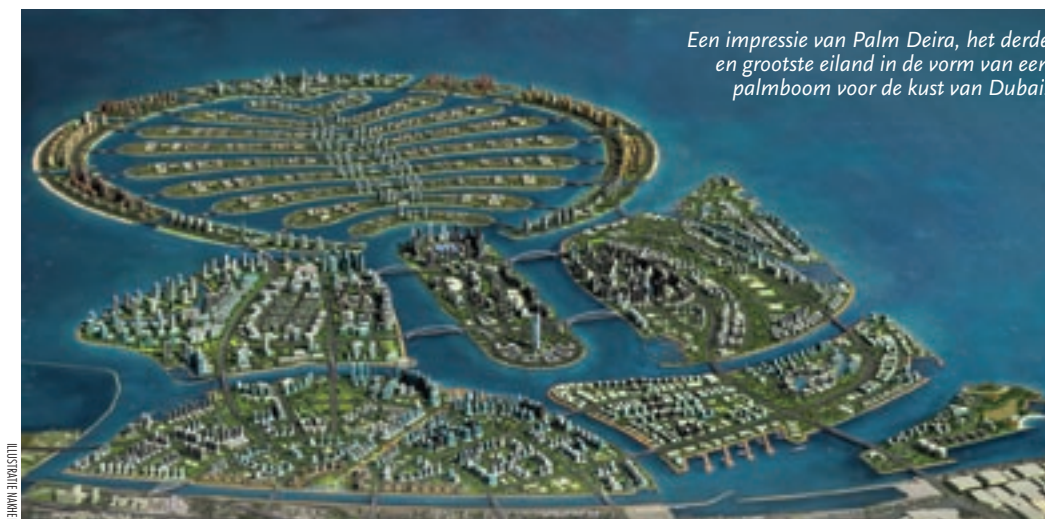 Een impressie van Palm Deira, het derde
en grootste eiland in de vorm van een
palmboom voor de kust van Dubai.
ILLUSTRATIE NAKHE